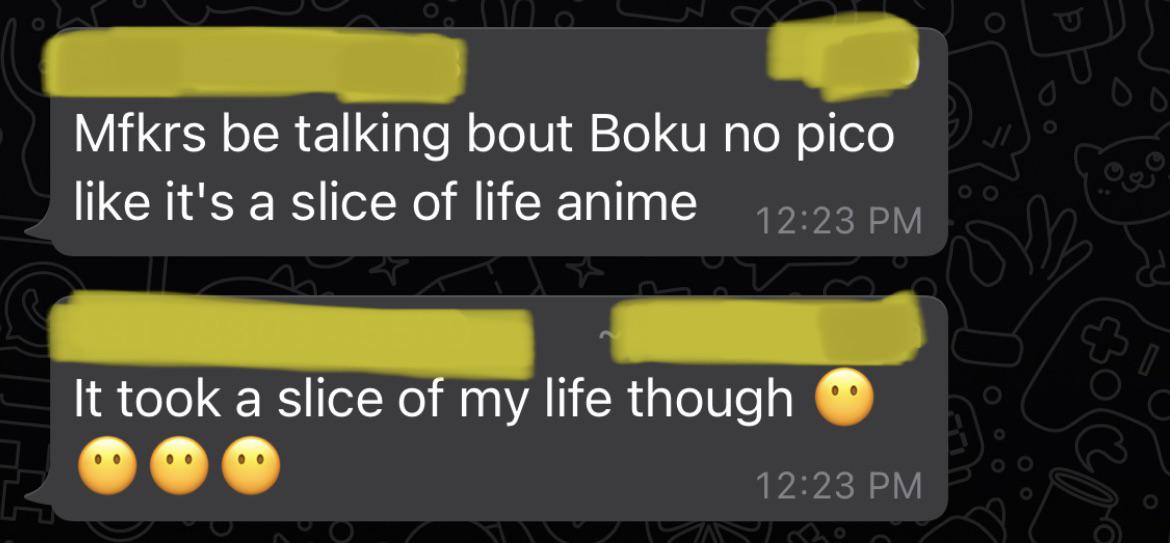 Mfkrs be talking bout Boku no pico
like it's a slice of life anime
12:23 PM
~
It took a slice of my life though 😶
😶😶😶
12:23 PM